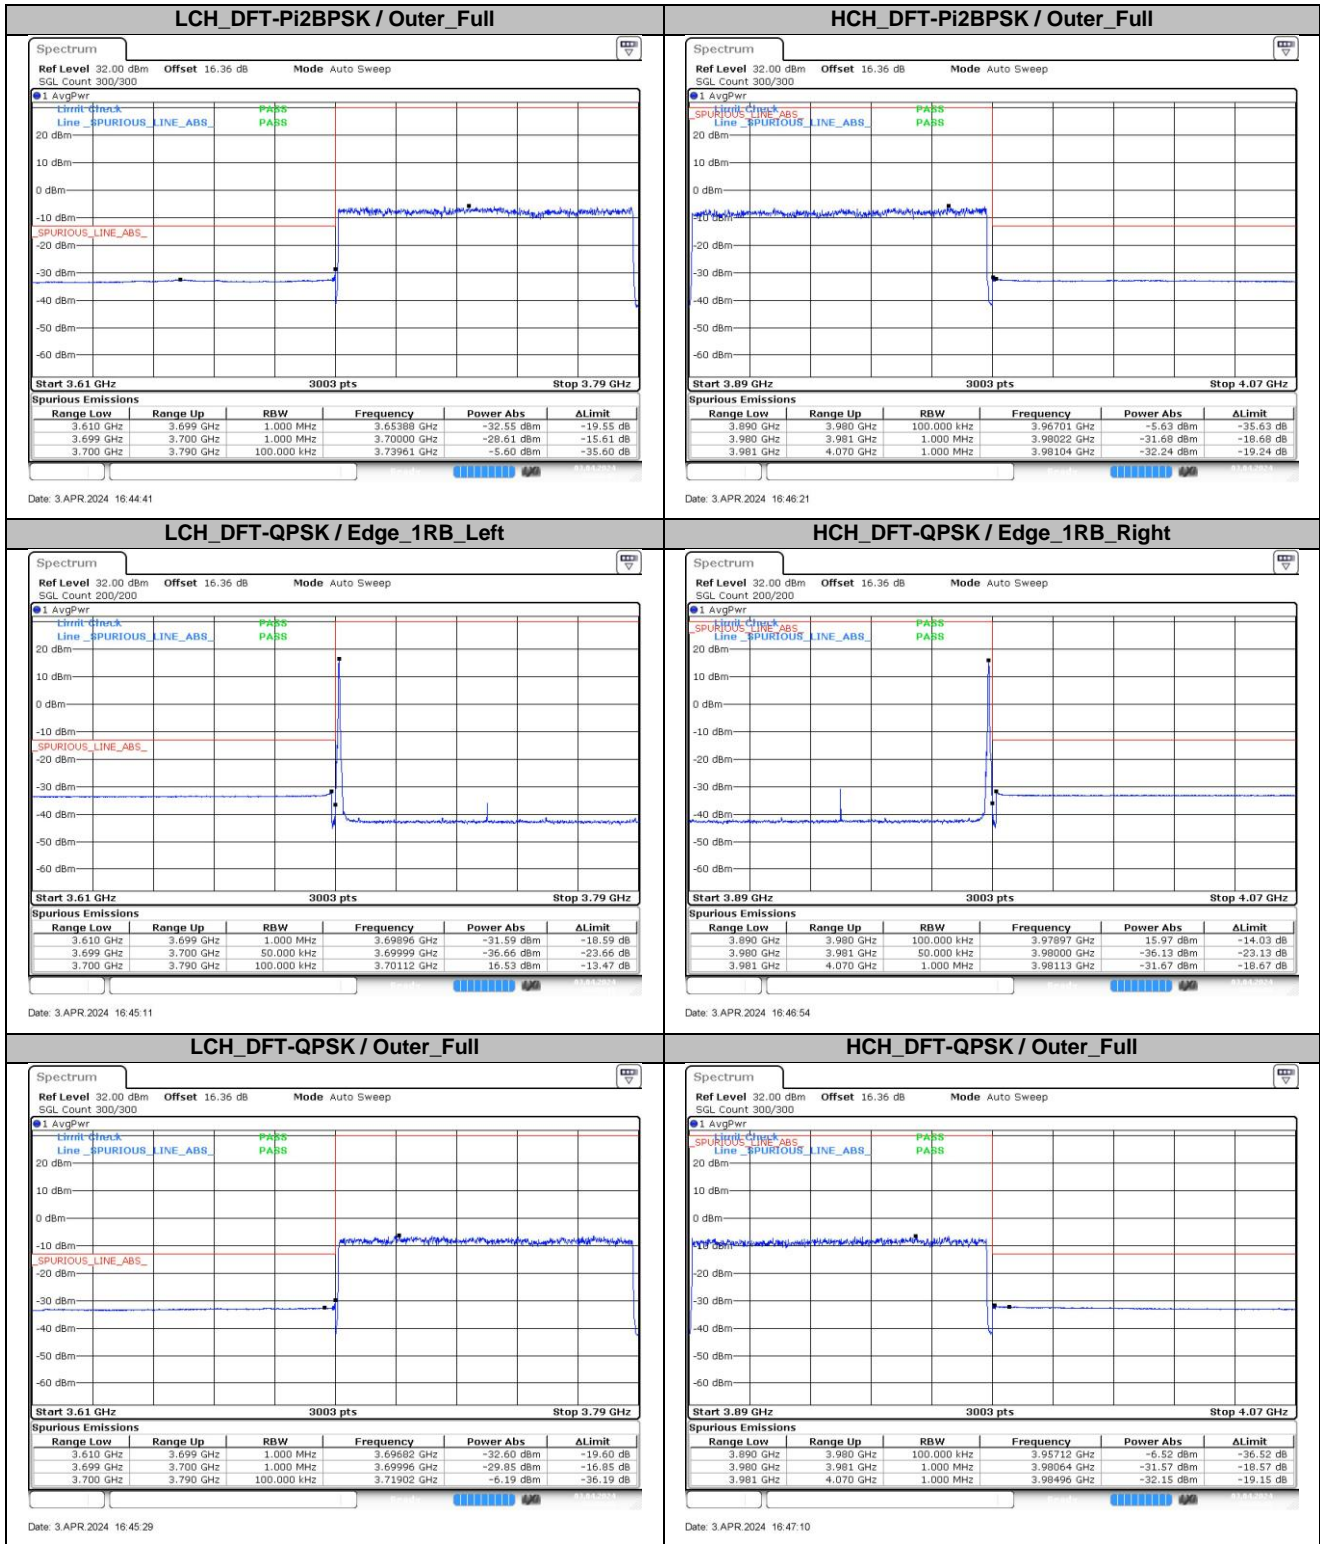 LCH_DFT-Pi2BPSK / Outer_Full
Spectrum
Ref Level 32.00 dBm Offset 16.36 dB Mode Auto Sweep
SGL Count 300/300
1 AvgPwr
Limit Check PASS
Line _SPURIOUS_LINE_ABS_ PASS
20 dBm
10 dBm
0 dBm
-10 dBm
_SPURIOUS_LINE_ABS_
-20 dBm
-30 dBm
-40 dBm
-50 dBm
-60 dBm
Start 3.61 GHz 3003 pts Stop 3.79 GHz
Spurious Emissions
Range Low Range Up RBW Frequency Power Abs ΔLimit
3.610 GHz 3.699 GHz 1.000 MHz 3.65388 GHz -32.55 dBm -19.55 dB
3.699 GHz 3.700 GHz 1.000 MHz 3.70000 GHz -28.61 dBm -15.61 dB
3.700 GHz 3.790 GHz 100.000 kHz 3.73961 GHz -5.60 dBm -35.60 dB
Date: 3.APR.2024 16:44:41
HCH_DFT-Pi2BPSK / Outer_Full
Spectrum
Ref Level 32.00 dBm Offset 16.36 dB Mode Auto Sweep
SGL Count 300/300
1 AvgPwr
Limit Check PASS
_SPURIOUS_LINE_ABS_
Line _SPURIOUS_LINE_ABS_ PASS
20 dBm
10 dBm
0 dBm
-10 dBm
-20 dBm
-30 dBm
-40 dBm
-50 dBm
-60 dBm
Start 3.89 GHz 3003 pts Stop 4.07 GHz
Spurious Emissions
Range Low Range Up RBW Frequency Power Abs ΔLimit
3.890 GHz 3.980 GHz 100.000 kHz 3.96701 GHz -5.63 dBm -35.63 dB
3.980 GHz 3.981 GHz 1.000 MHz 3.98022 GHz -31.68 dBm -18.68 dB
3.981 GHz 4.070 GHz 1.000 MHz 3.98104 GHz -32.24 dBm -19.24 dB
Date: 3.APR.2024 16:46:21
LCH_DFT-QPSK / Edge_1RB_Left
Spectrum
Ref Level 32.00 dBm Offset 16.36 dB Mode Auto Sweep
SGL Count 200/200
1 AvgPwr
Limit Check PASS
Line _SPURIOUS_LINE_ABS_ PASS
20 dBm
10 dBm
0 dBm
-10 dBm
_SPURIOUS_LINE_ABS_
-20 dBm
-30 dBm
-40 dBm
-50 dBm
-60 dBm
Start 3.61 GHz 3003 pts Stop 3.79 GHz
Spurious Emissions
Range Low Range Up RBW Frequency Power Abs ΔLimit
3.610 GHz 3.699 GHz 1.000 MHz 3.69896 GHz -31.59 dBm -18.59 dB
3.699 GHz 3.700 GHz 50.000 kHz 3.69999 GHz -36.66 dBm -23.66 dB
3.700 GHz 3.790 GHz 100.000 kHz 3.70112 GHz 16.53 dBm -13.47 dB
Date: 3.APR.2024 16:45:11
HCH_DFT-QPSK / Edge_1RB_Right
Spectrum
Ref Level 32.00 dBm Offset 16.36 dB Mode Auto Sweep
SGL Count 200/200
1 AvgPwr
Limit Check PASS
_SPURIOUS_LINE_ABS_
Line _SPURIOUS_LINE_ABS_ PASS
20 dBm
10 dBm
0 dBm
-10 dBm
-20 dBm
-30 dBm
-40 dBm
-50 dBm
-60 dBm
Start 3.89 GHz 3003 pts Stop 4.07 GHz
Spurious Emissions
Range Low Range Up RBW Frequency Power Abs ΔLimit
3.890 GHz 3.980 GHz 100.000 kHz 3.97897 GHz 15.97 dBm -14.03 dB
3.980 GHz 3.981 GHz 50.000 kHz 3.98000 GHz -36.13 dBm -23.13 dB
3.981 GHz 4.070 GHz 1.000 MHz 3.98113 GHz -31.67 dBm -18.67 dB
Date: 3.APR.2024 16:46:54
LCH_DFT-QPSK / Outer_Full
Spectrum
Ref Level 32.00 dBm Offset 16.36 dB Mode Auto Sweep
SGL Count 300/300
1 AvgPwr
Limit Check PASS
Line _SPURIOUS_LINE_ABS_ PASS
20 dBm
10 dBm
0 dBm
-10 dBm
_SPURIOUS_LINE_ABS_
-20 dBm
-30 dBm
-40 dBm
-50 dBm
-60 dBm
Start 3.61 GHz 3003 pts Stop 3.79 GHz
Spurious Emissions
Range Low Range Up RBW Frequency Power Abs ΔLimit
3.610 GHz 3.699 GHz 1.000 MHz 3.69682 GHz -32.60 dBm -19.60 dB
3.699 GHz 3.700 GHz 1.000 MHz 3.69996 GHz -29.85 dBm -16.85 dB
3.700 GHz 3.790 GHz 100.000 kHz 3.71902 GHz -6.19 dBm -36.19 dB
Date: 3.APR.2024 16:45:29
HCH_DFT-QPSK / Outer_Full
Spectrum
Ref Level 32.00 dBm Offset 16.36 dB Mode Auto Sweep
SGL Count 300/300
1 AvgPwr
Limit Check PASS
_SPURIOUS_LINE_ABS_
Line _SPURIOUS_LINE_ABS_ PASS
20 dBm
10 dBm
0 dBm
-10 dBm
-20 dBm
-30 dBm
-40 dBm
-50 dBm
-60 dBm
Start 3.89 GHz 3003 pts Stop 4.07 GHz
Spurious Emissions
Range Low Range Up RBW Frequency Power Abs ΔLimit
3.890 GHz 3.980 GHz 100.000 kHz 3.95712 GHz -6.52 dBm -36.52 dB
3.980 GHz 3.981 GHz 1.000 MHz 3.98064 GHz -31.57 dBm -18.57 dB
3.981 GHz 4.070 GHz 1.000 MHz 3.98496 GHz -32.15 dBm -19.15 dB
Date: 3.APR.2024 16:47:10